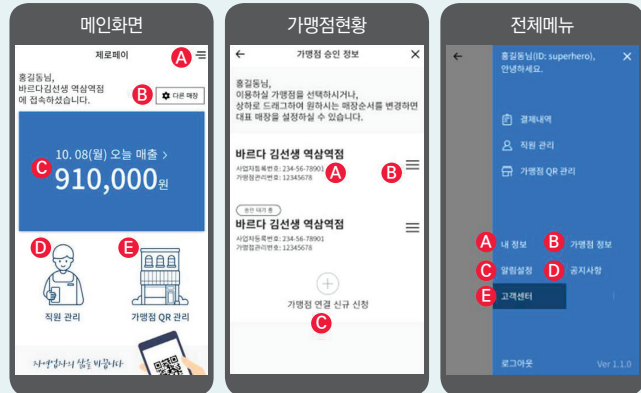 메인화면
제로페이
A
홍길동님,
바르다김선생 역삼역점
에 접속하셨습니다.
B
다른 매장
10. 08(월) 오늘 매출 >
C
910,000원
D
E
직원 관리
가맹점 QR 관리
자영업자의 삶을 바꿉니다
가맹점현황
가맹점 승인 정보
홍길동님,
이용하실 가맹점을 선택하시거나,
상하로 드래그하여 원하시는 매장순서를 변경하면
대표 매장을 설정하실 수 있습니다.
바르다 김선생 역삼역점
사업자등록번호: 234-56-78901
가맹점관리번호: 12345678
A
B
승인 대기 중
바르다 김선생 역삼역점
사업자등록번호: 234-56-78901
가맹점관리번호: 12345678
가맹점 연결 신규 신청
C
전체메뉴
홍길동님(ID: superhero),
안녕하세요.
결제내역
직원 관리
가맹점 QR 관리
A 내 정보
B 가맹점 정보
C 알림설정
D 공지사항
E 고객센터
로그아웃
Ver 1.1.0